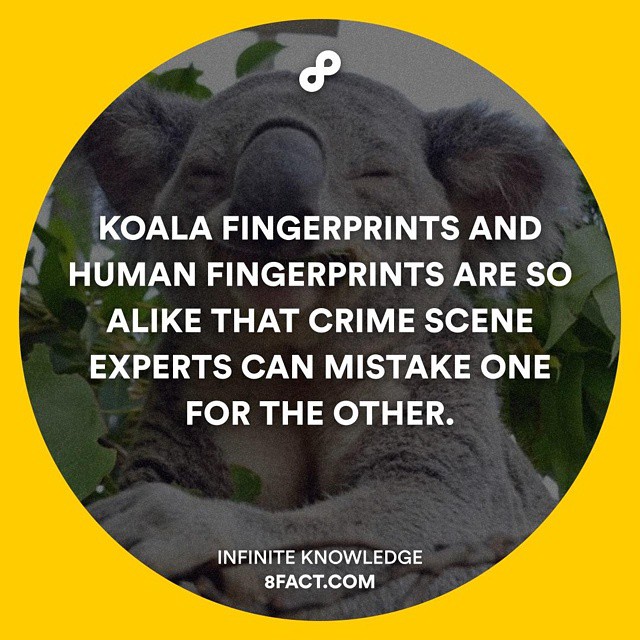 KOALA FINGERPRINTS AND
HUMAN FINGERPRINTS ARE SO
ALIKE THAT CRIME SCENE
EXPERTS CAN MISTAKE ONE
FOR THE OTHER.
INFINITE KNOWLEDGE
8FACT.COM